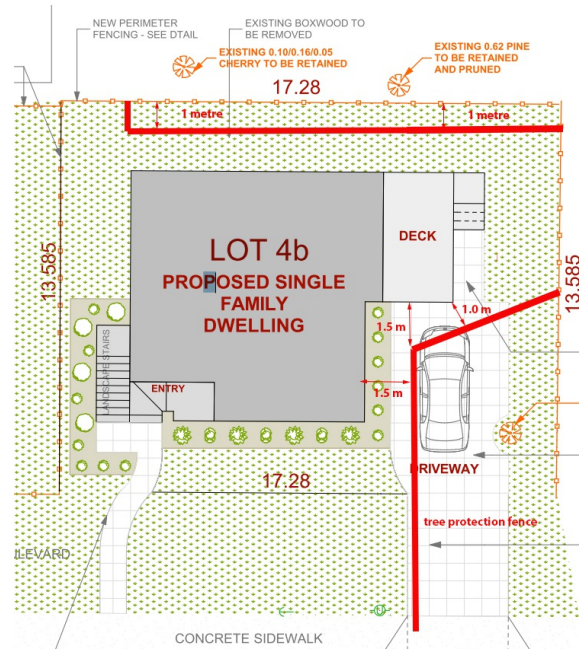 NEW PERIMETER
FENCING - SEE DTAIL
EXISTING BOXWOOD TO
BE REMOVED
EXISTING 0.10/0.16/0.05
CHERRY TO BE RETAINED
EXISTING 0.62 PINE
TO BE RETAINED
AND PRUNED
17.28
1 metre
1 metre
LOT 4b
PROPOSED SINGLE
FAMILY
DWELLING
DECK
13.585
13.585
1.0 m
1.5 m
LANDSCAPE STAIRS
ENTRY
1.5 m
DRIVEWAY
17.28
tree protection fence
ILEVARD
CONCRETE SIDEWALK